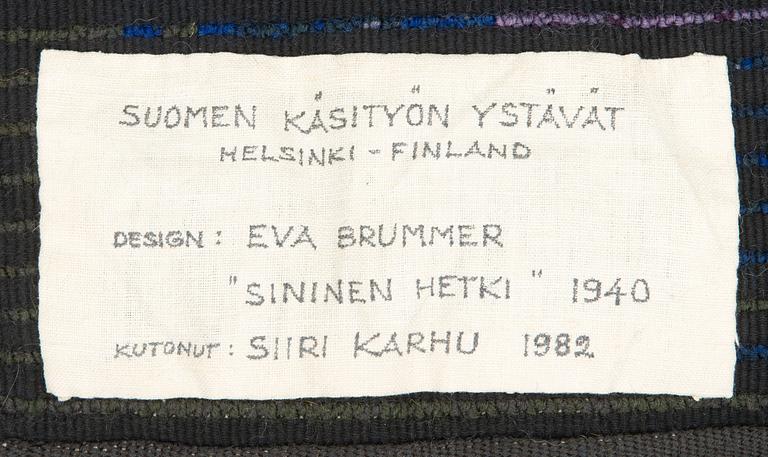 SUOMEN KÄSITYÖN YSTÄVÄT
HELSINKI - FINLAND
DESIGN: EVA BRUMMER
"SININEN HETKI" 1940
KUTONUT: SIIRI KARHU 1982